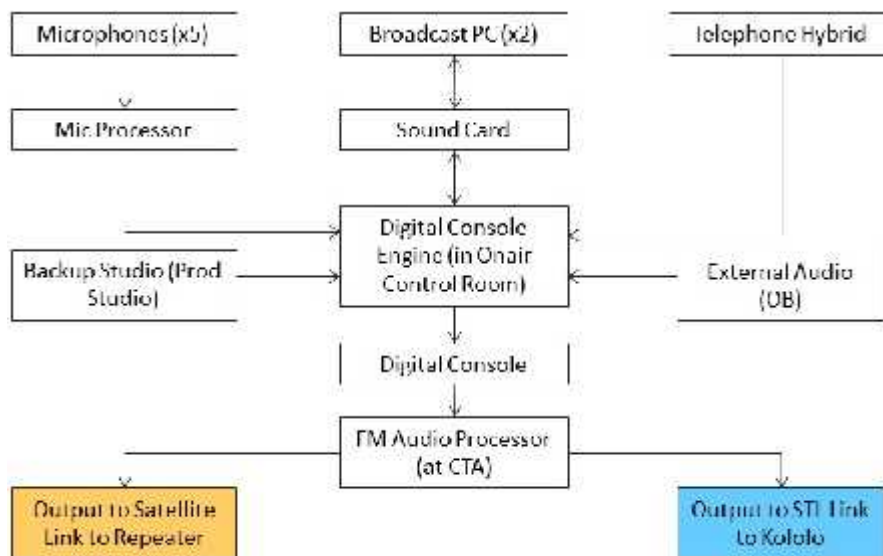 Microphones (x5)
Broadcast PC (x2)
Telephone Hybrid
Mic Processor
Sound Card
Digital Console
Engine (in Onair
Control Room)
Backup Studio (Prod
Studio)
External Audio
(OB)
Digital Console
FM Audio Processor
(at CTA)
Output to Satellite
Link to Repeater
Output to STL Link
to Kololo